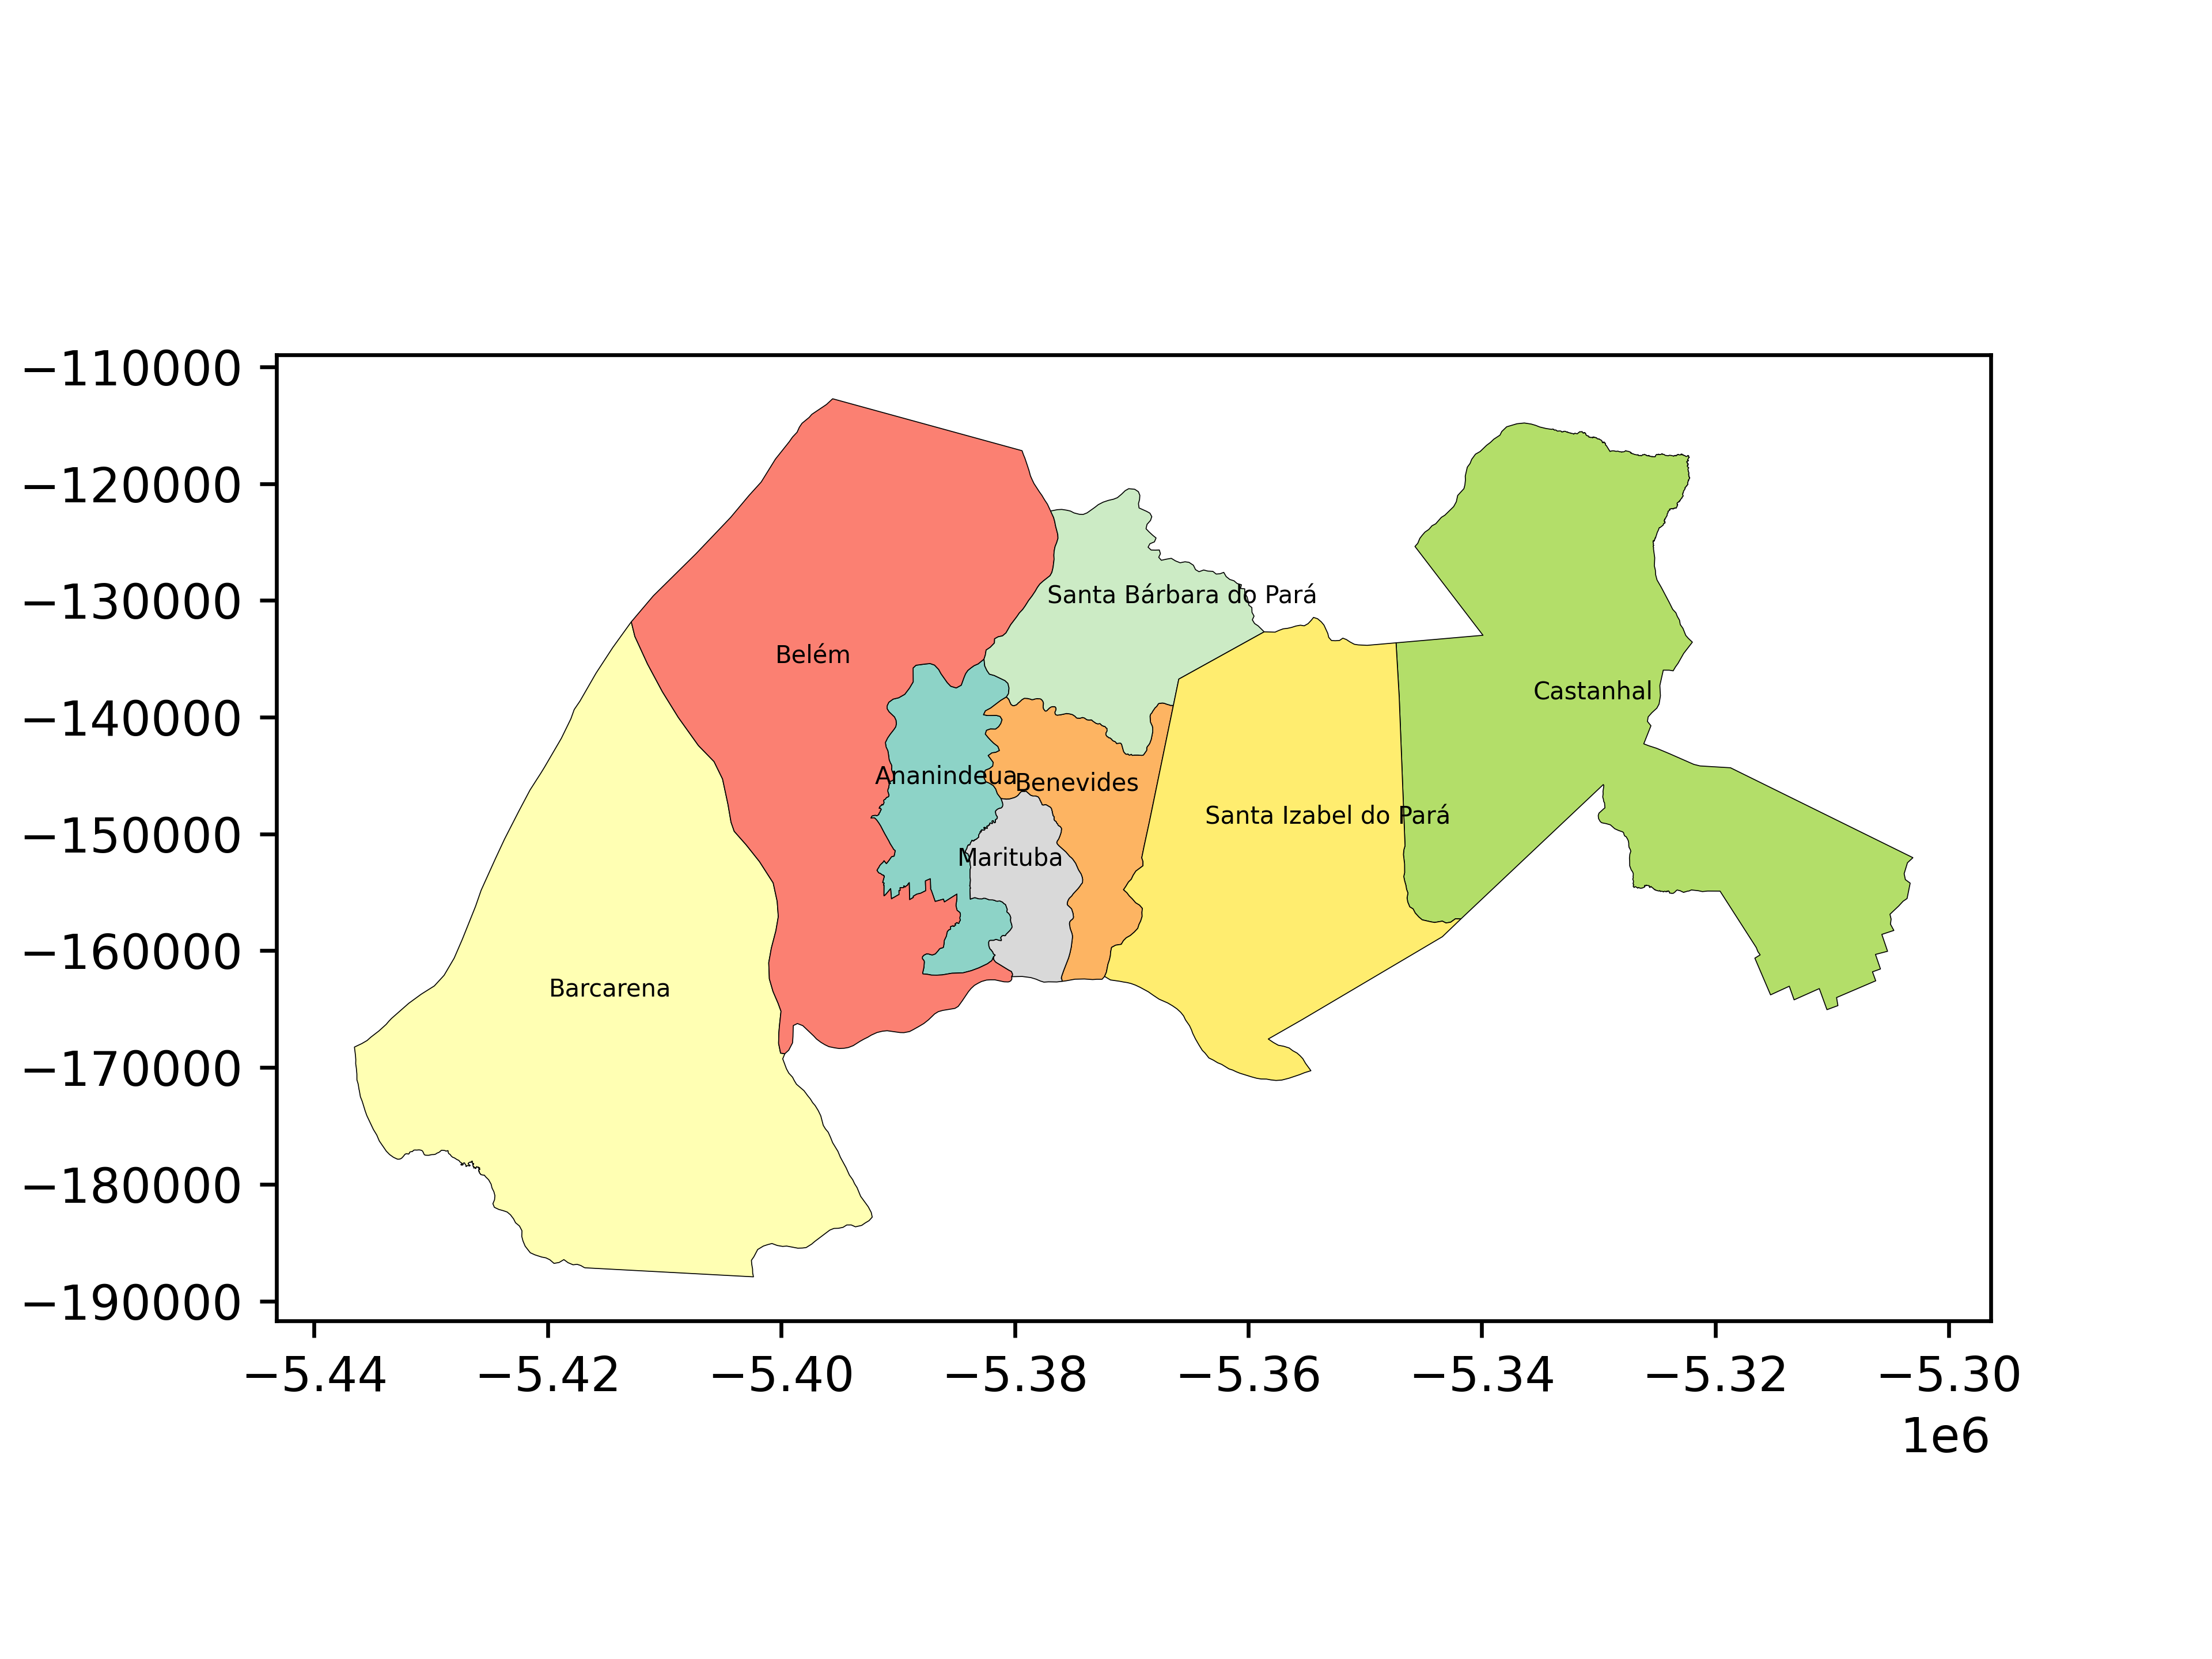 −110000
−120000
−130000
−140000
−150000
−160000
−170000
−180000
−190000
Santa Bárbara do Pará
Belém
Castanhal
Ananindeua
Benevides
Santa Izabel do Pará
Marituba
Barcarena
−5.44 −5.42 −5.40 −5.38 −5.36 −5.34 −5.32 −5.30
1e6